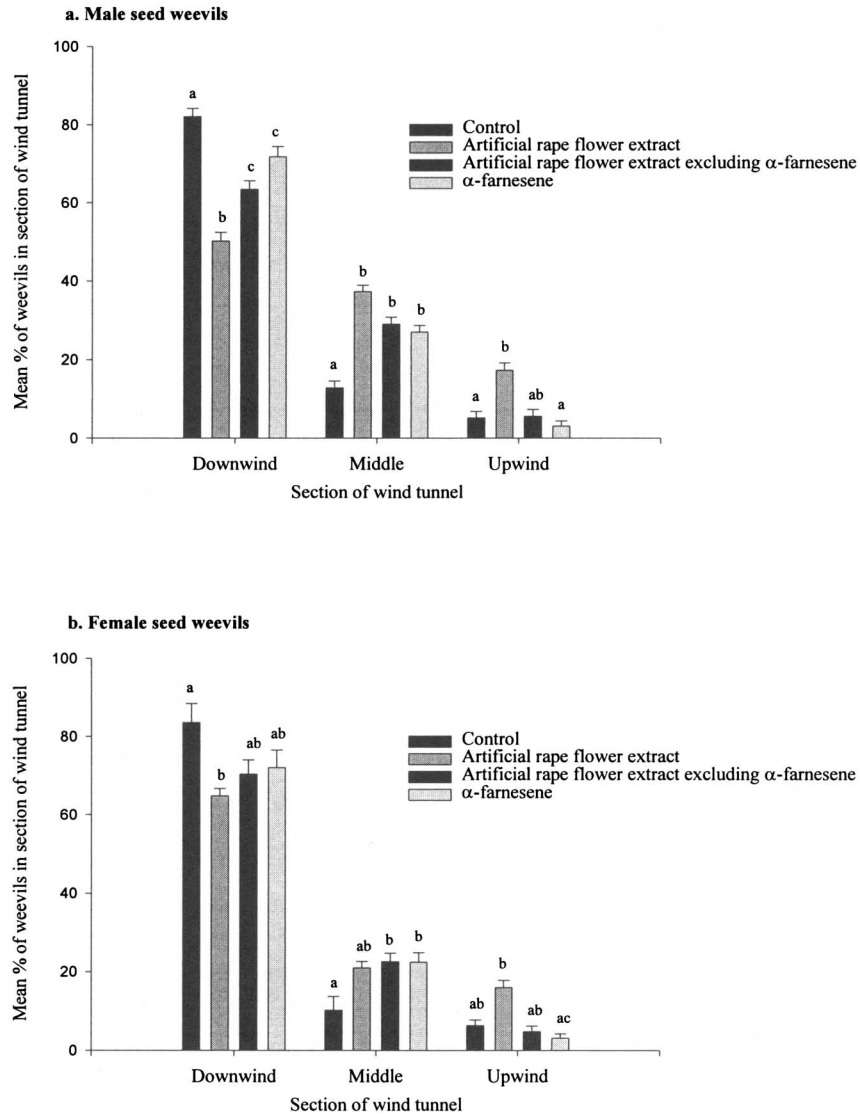 a. Male seed weevils
100
80
60
40
20
0
Mean % of weevils in section of wind tunnel
a
b
c
c
a
b
b
b
a
b
ab
a
Control
Artificial rape flower extract
Artificial rape flower extract excluding α-farnesene
α-farnesene
Downwind Middle Upwind
Section of wind tunnel
b. Female seed weevils
100
80
60
40
20
0
Mean % of weevils in section of wind tunnel
a
b
ab
ab
a
ab
b
b
ab
b
ab
ac
Control
Artificial rape flower extract
Artificial rape flower extract excluding α-farnesene
α-farnesene
Downwind Middle Upwind
Section of wind tunnel